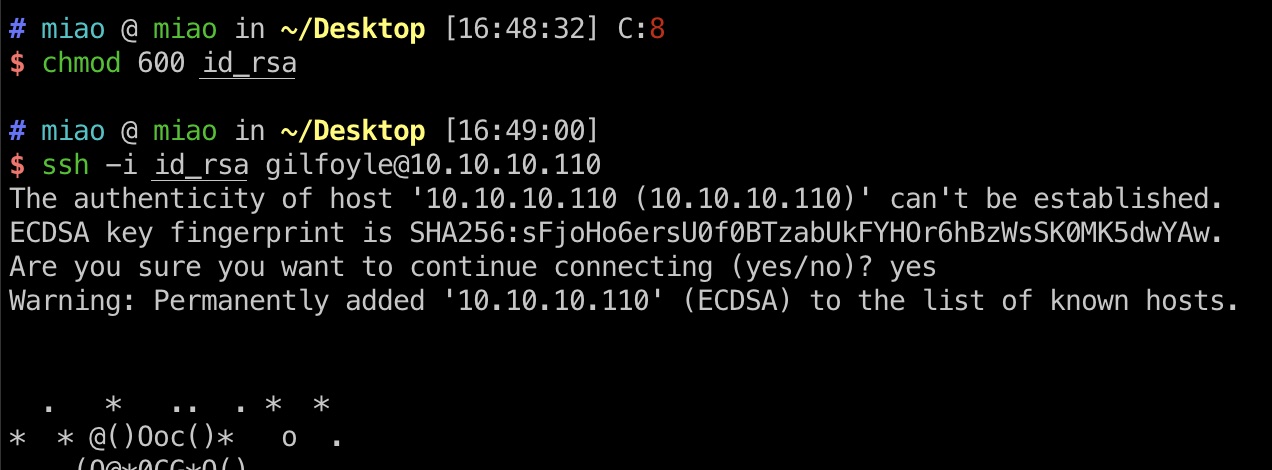 # miao @ miao in ~/Desktop [16:48:32] C:8
$ chmod 600 id_rsa
# miao @ miao in ~/Desktop [16:49:00]
$ ssh -i id_rsa gilfoyle@10.10.10.110
The authenticity of host '10.10.10.110 (10.10.10.110)' can't be established.
ECDSA key fingerprint is SHA256:sFjoHo6ersU0f0BTzabUkFYHOr6hBzWsSK0MK5dwYAw.
Are you sure you want to continue connecting (yes/no)? yes
Warning: Permanently added '10.10.10.110' (ECDSA) to the list of known hosts.
  .   *   ..  . *  *
*  * @()Ooc()*   o  .
    (Q@*0CG*O()